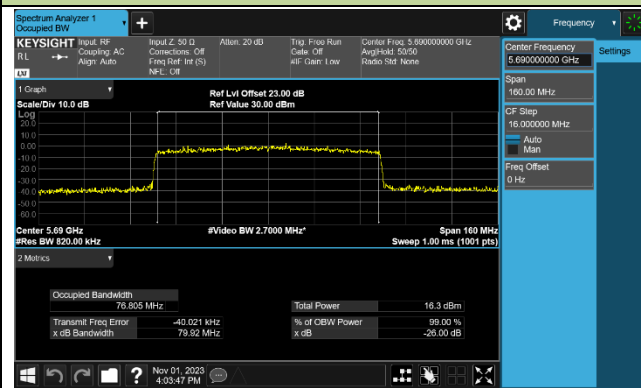 Spectrum Analyzer 1
Occupied BW
Frequency
KEYSIGHT Input: RF
R L Coupling: AC
Align: Auto
LXI
Input Z: 50 Ω
Corrections: Off
Freq Ref: Int (S)
NFE: Off
Atten: 20 dB
Trig: Free Run
Gate: Off
#IF Gain: Low
Center Freq: 5.690000000 GHz
Avg|Hold: 50/50
Radio Std: None
Center Frequency
5.690000000 GHz
Settings
Span
160.00 MHz
CF Step
16.000000 MHz
Auto
Man
Freq Offset
0 Hz
1 Graph
Ref Lvl Offset 23.00 dB
Scale/Div 10.0 dB
Ref Value 30.00 dBm
Log
20.0
10.0
0.00
-10.0
-20.0
-30.0
-40.0
-50.0
-60.0
Center 5.69 GHz
#Video BW 2.7000 MHz*
Span 160 MHz
#Res BW 820.00 kHz
Sweep 1.00 ms (1001 pts)
2 Metrics
Occupied Bandwidth
76.805 MHz
Total Power 16.3 dBm
Transmit Freq Error -40.021 kHz
% of OBW Power 99.00 %
x dB Bandwidth 79.92 MHz
x dB -26.00 dB
Nov 01, 2023
4:03:47 PM